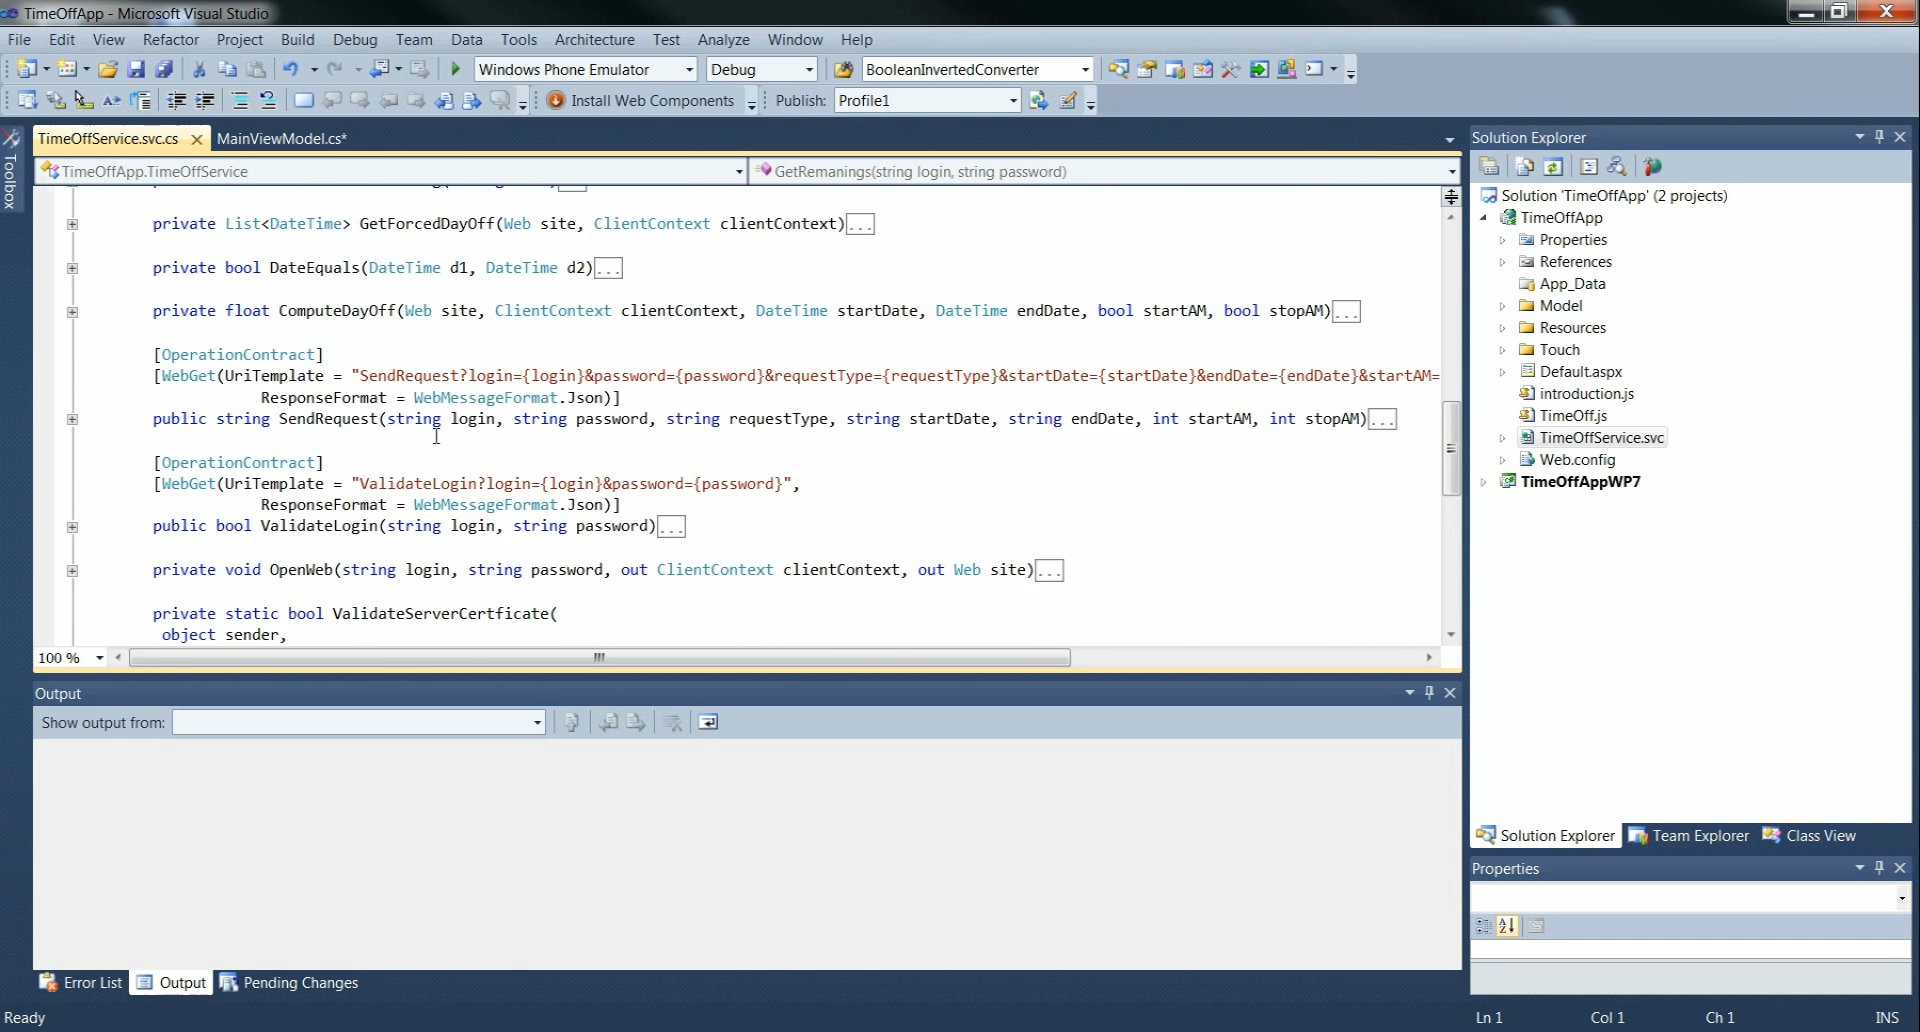 TimeOffApp - Microsoft Visual Studio
File Edit View Refactor Project Build Debug Team Data Tools Architecture Test Analyze Window Help
Windows Phone Emulator Debug BooleanInvertedConverter
Install Web Components Publish: Profile1
Toolbox
TimeOffService.svc.cs MainViewModel.cs*
TimeOffApp.TimeOffService GetRemanings(string login, string password)
private List<DateTime> GetForcedDayOff(Web site, ClientContext clientContext)...
private bool DateEquals(DateTime d1, DateTime d2)...
private float ComputeDayOff(Web site, ClientContext clientContext, DateTime startDate, DateTime endDate, bool startAM, bool stopAM)...
[OperationContract]
[WebGet(UriTemplate = "SendRequest?login={login}&password={password}&requestType={requestType}&startDate={startDate}&endDate={endDate}&startAM=
ResponseFormat = WebMessageFormat.Json)]
public string SendRequest(string login, string password, string requestType, string startDate, string endDate, int startAM, int stopAM)...
[OperationContract]
[WebGet(UriTemplate = "ValidateLogin?login={login}&password={password}",
ResponseFormat = WebMessageFormat.Json)]
public bool ValidateLogin(string login, string password)...
private void OpenWeb(string login, string password, out ClientContext clientContext, out Web site)...
private static bool ValidateServerCertficate(
object sender,
100 %
Output
Show output from:
Error List Output Pending Changes
Ready Ln 1 Col 1 Ch 1 INS
Solution Explorer
Solution 'TimeOffApp' (2 projects)
TimeOffApp
Properties
References
App_Data
Model
Resources
Touch
Default.aspx
introduction.js
TimeOff.js
TimeOffService.svc
Web.config
TimeOffAppWP7
Solution Explorer Team Explorer Class View
Properties